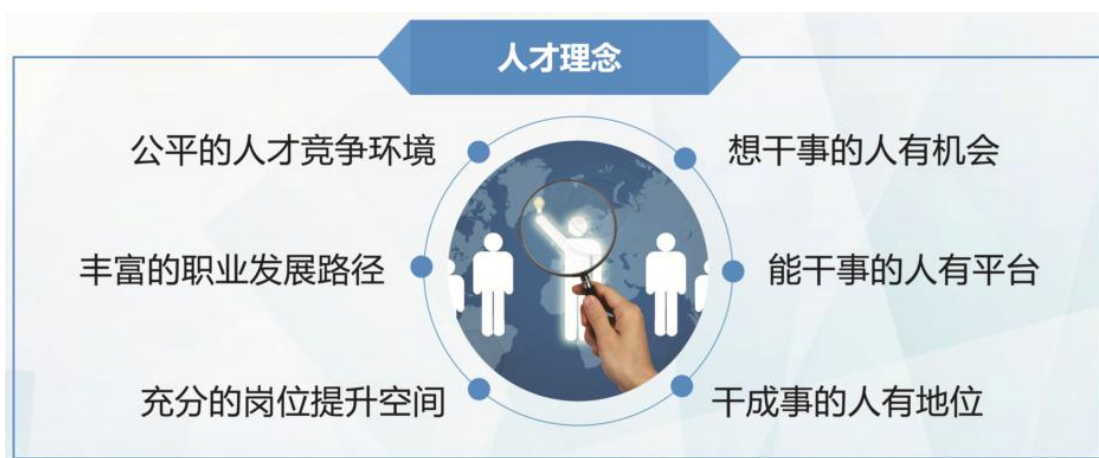 人才理念
公平的人才竞争环境
想干事的人有机会
丰富的职业发展路径
能干事的人有平台
充分的岗位提升空间
干成事的人有地位